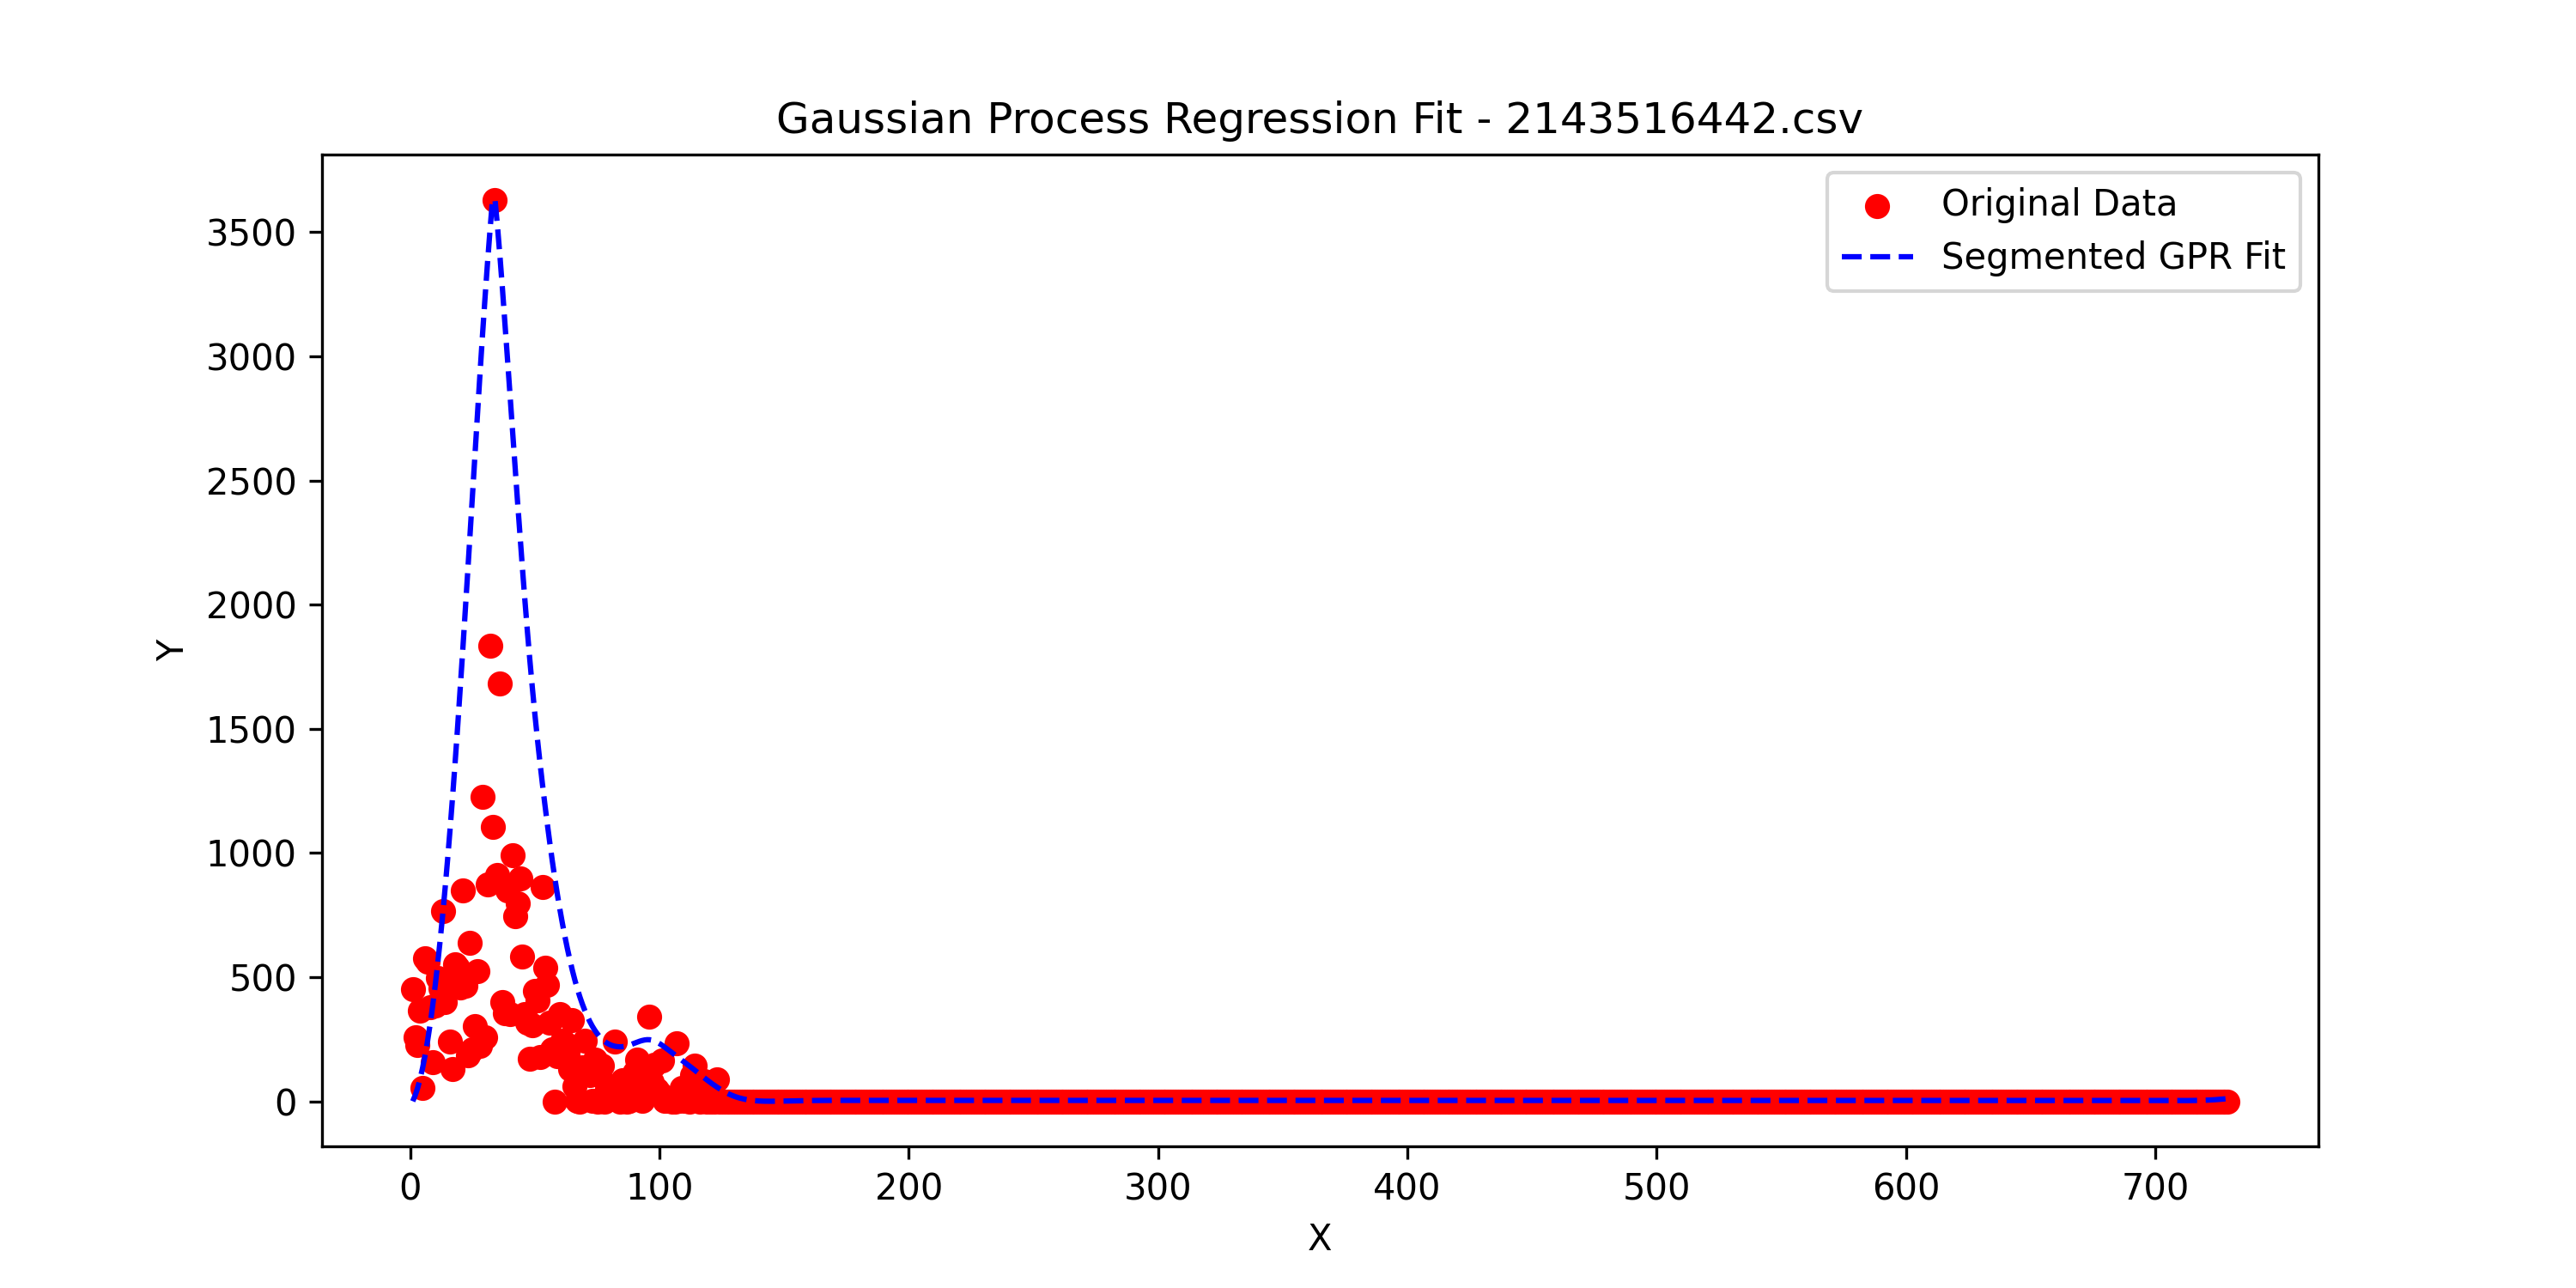 Gaussian Process Regression Fit - 2143516442.csv
Original Data
Segmented GPR Fit
3500
3000
2500
2000
1500
1000
500
0
Y
0 100 200 300 400 500 600 700
X